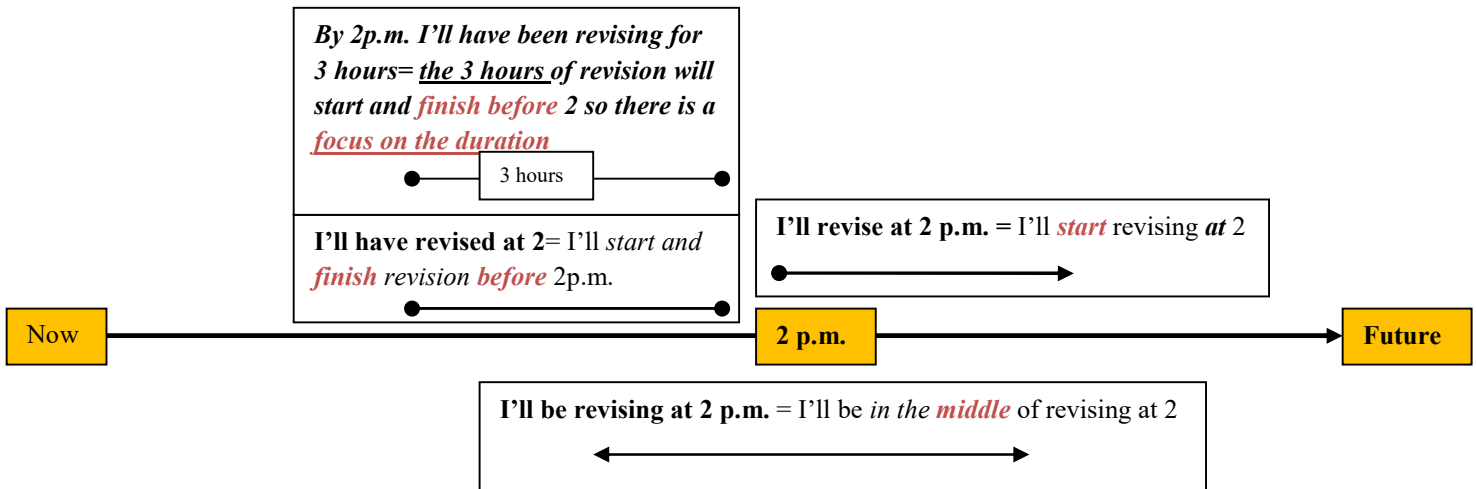 By 2p.m. I’ll have been revising for
3 hours= the 3 hours of revision will
start and finish before 2 so there is a
focus on the duration
3 hours
I’ll have revised at 2= I’ll start and
finish revision before 2p.m.
I’ll revise at 2 p.m. = I’ll start revising at 2
Now
2 p.m.
Future
I’ll be revising at 2 p.m. = I’ll be in the middle of revising at 2